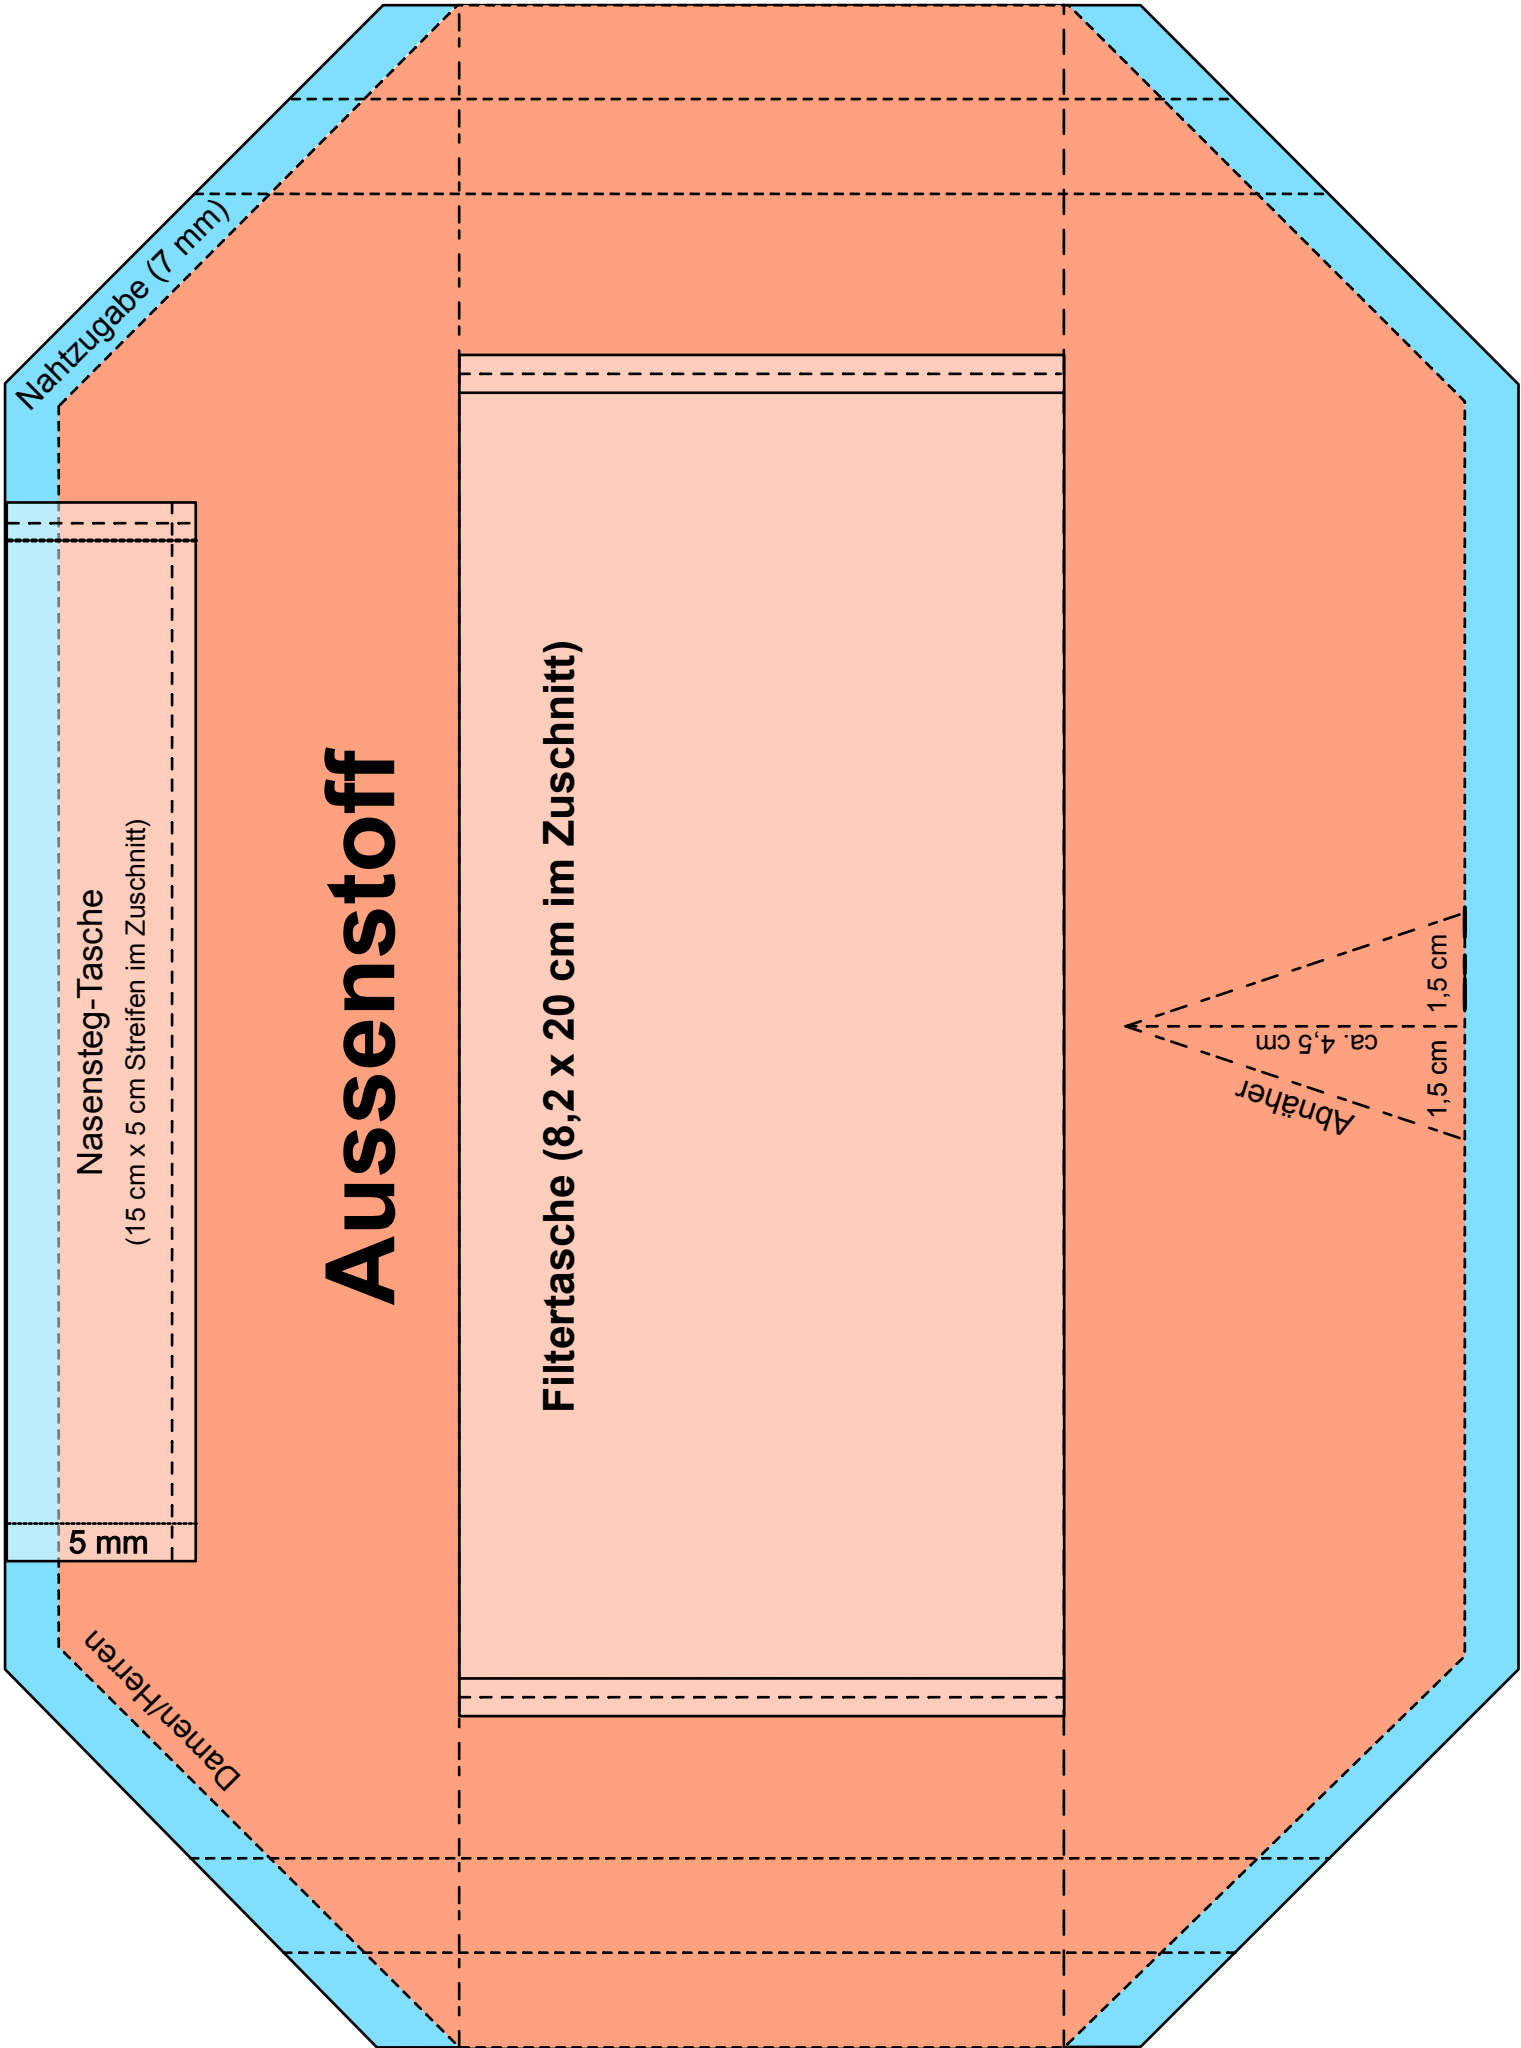 Nahtzugabe (7 mm)
Nasensteg-Tasche
(15 cm x 5 cm Streifen im Zuschnitt)
5 mm
Aussenstoff
Filtertasche (8,2 x 20 cm im Zuschnitt)
1,5 cm
ca. 4,5 cm
1,5 cm
Abnäher
Damen/Herren